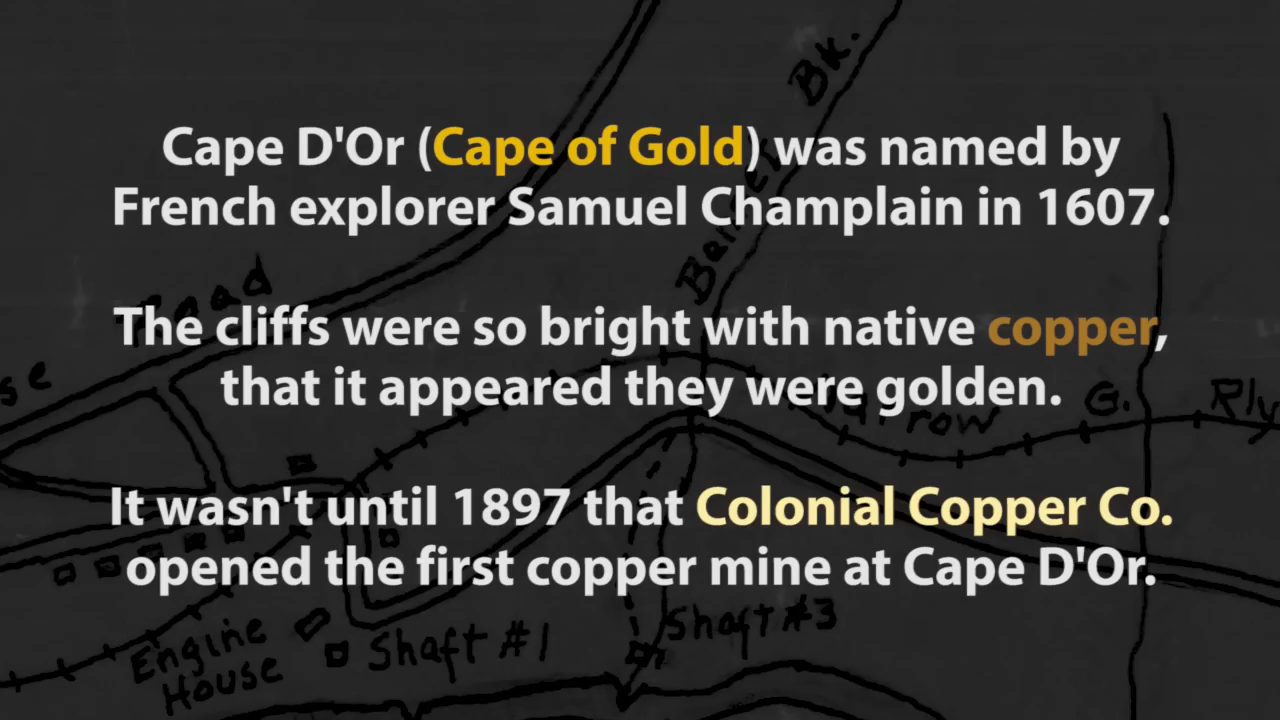 Cape D'Or (Cape of Gold) was named by
French explorer Samuel Champlain in 1607.
The cliffs were so bright with native copper,
that it appeared they were golden.
It wasn't until 1897 that Colonial Copper Co.
opened the first copper mine at Cape D'Or.
Bk.
Road
Narrow G. Rly
Engine
House
Shaft #1
Shaft #3